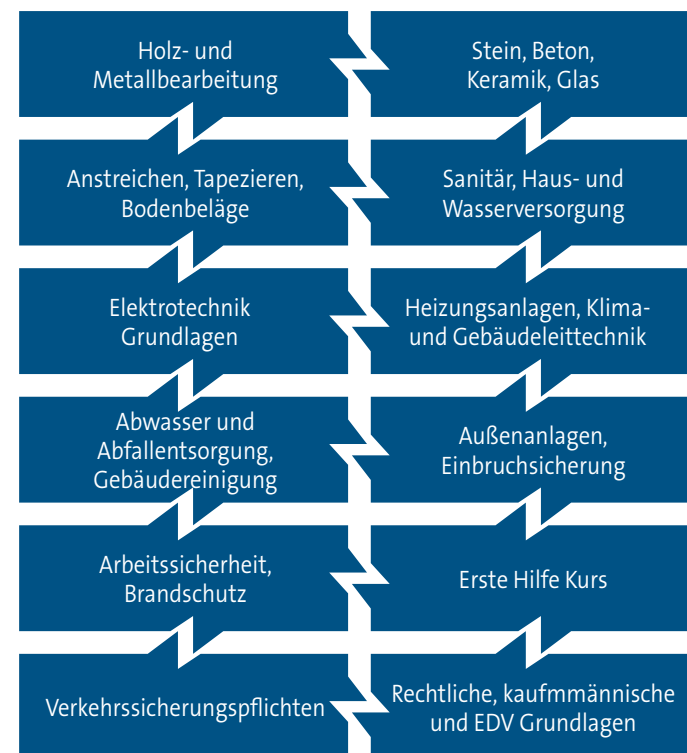 Holz- und
Metallbearbeitung
Stein, Beton,
Keramik, Glas
Anstreichen, Tapezieren,
Bodenbeläge
Sanitär, Haus- und
Wasserversorgung
Elektrotechnik
Grundlagen
Heizungsanlagen, Klima-
und Gebäudeleittechnik
Abwasser und
Abfallentsorgung,
Gebäudereinigung
Außenanlagen,
Einbruchsicherung
Arbeitssicherheit,
Brandschutz
Erste Hilfe Kurs
Verkehrssicherungspflichten
Rechtliche, kaufmmännische
und EDV Grundlagen